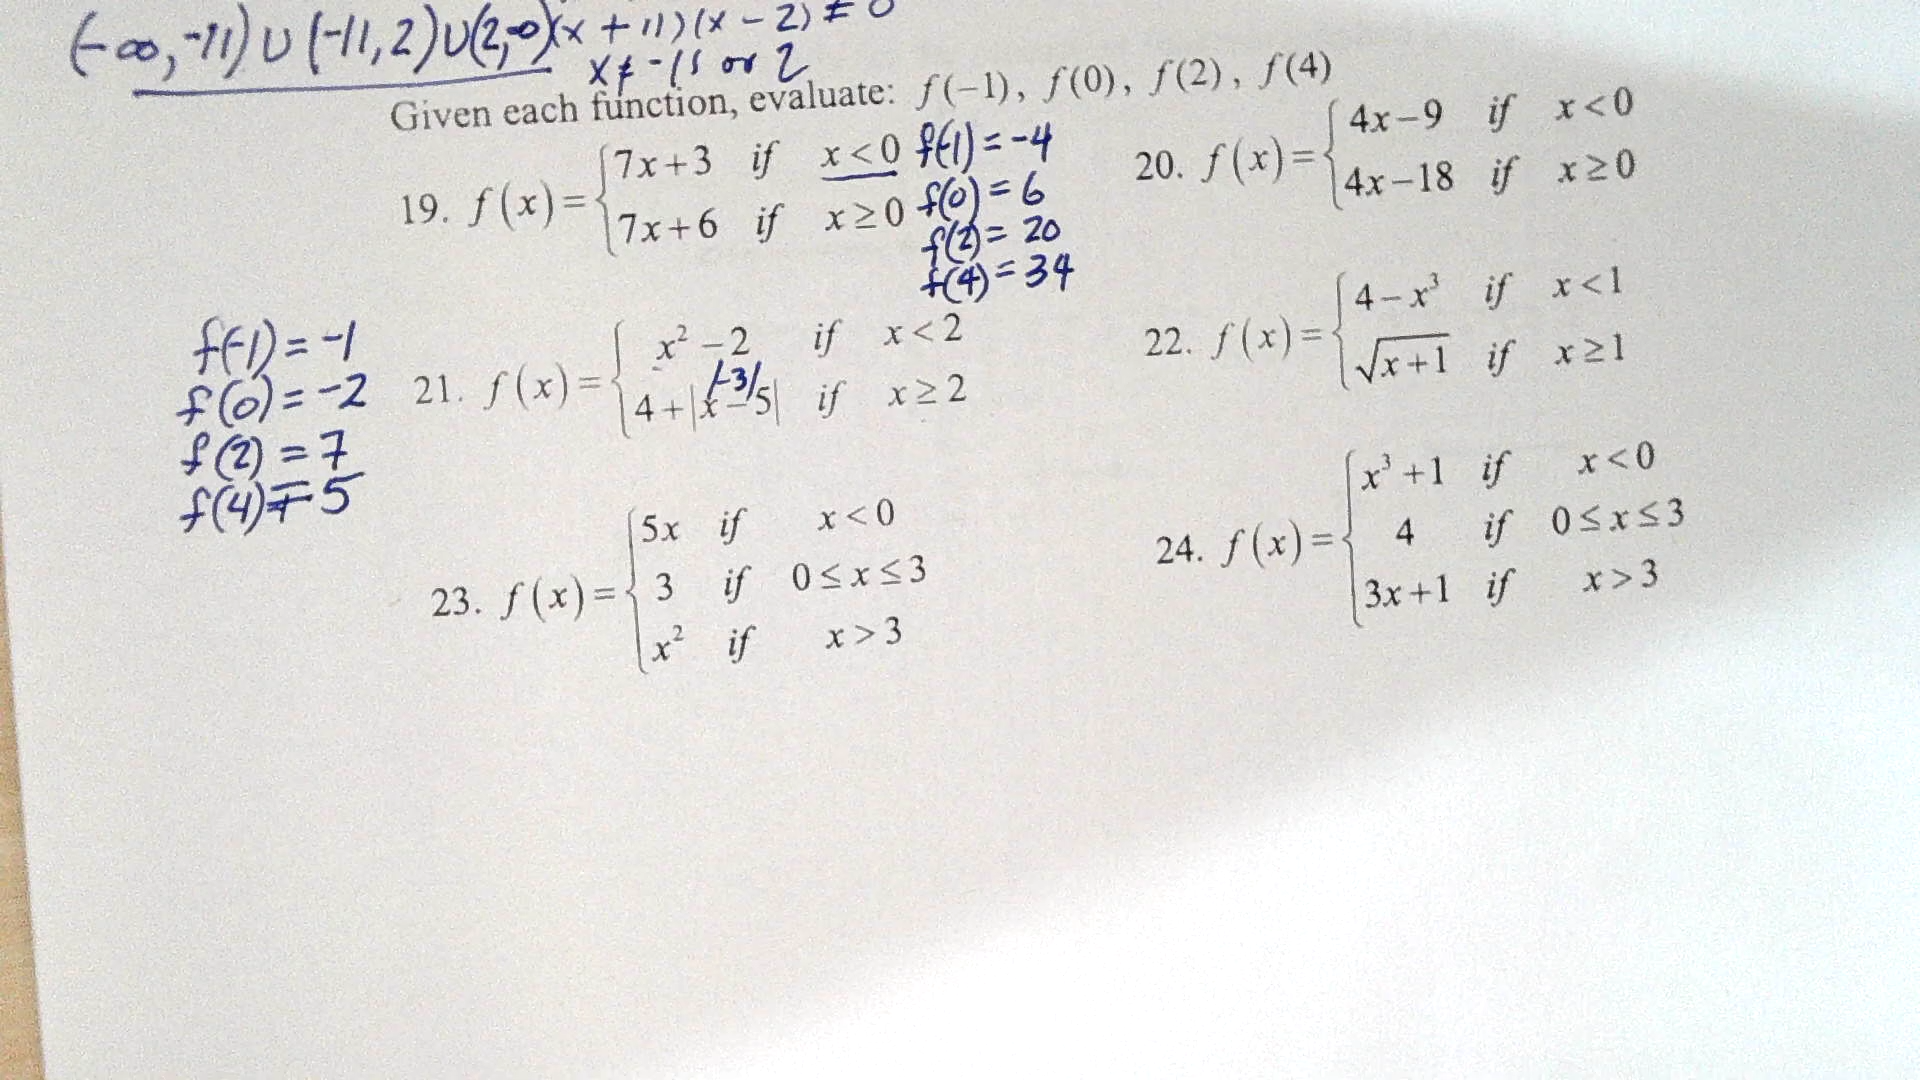 (-∞,-11)∪(-11,2)∪(2,∞)(x+11)(x-2)≠0
x≠-11 or 2
Given each function, evaluate: f(−1), f(0), f(2), f(4)
19. f(x)={7x+3 if x<0
7x+6 if x≥0
f(-1)=-4
f(0)=6
f(2)=20
f(4)=34
20. f(x)={4x−9 if x<0
4x−18 if x≥0
f(-1)=-1
f(0)=-2
f(2)=7
f(4)=5
21. f(x)={x²−2 if x<2
4+|x−5| if x≥2
|-3|
22. f(x)={4−x³ if x<1
√x+1 if x≥1
23. f(x)={5x if x<0
3 if 0≤x≤3
x² if x>3
24. f(x)={x³+1 if x<0
4 if 0≤x≤3
3x+1 if x>3